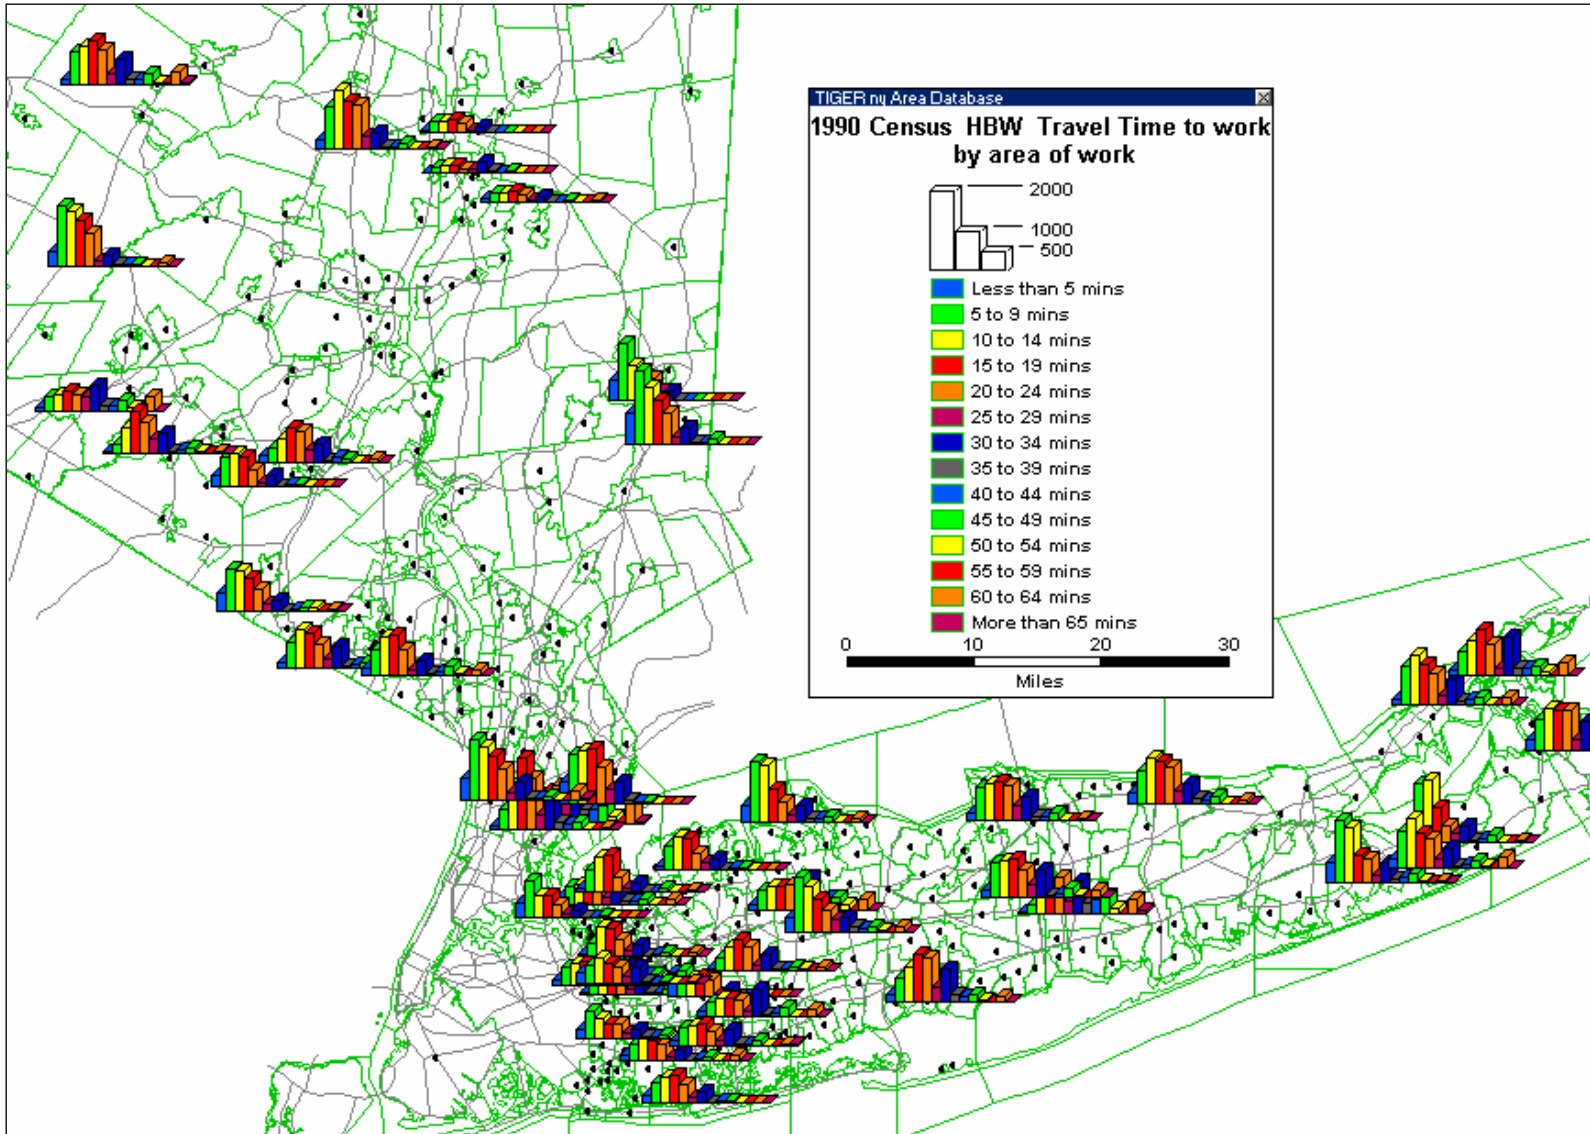 TIGER ny Area Database
1990 Census HBW Travel Time to work
by area of work
2000
1000
500
Less than 5 mins
5 to 9 mins
10 to 14 mins
15 to 19 mins
20 to 24 mins
25 to 29 mins
30 to 34 mins
35 to 39 mins
40 to 44 mins
45 to 49 mins
50 to 54 mins
55 to 59 mins
60 to 64 mins
More than 65 mins
0 10 20 30
Miles